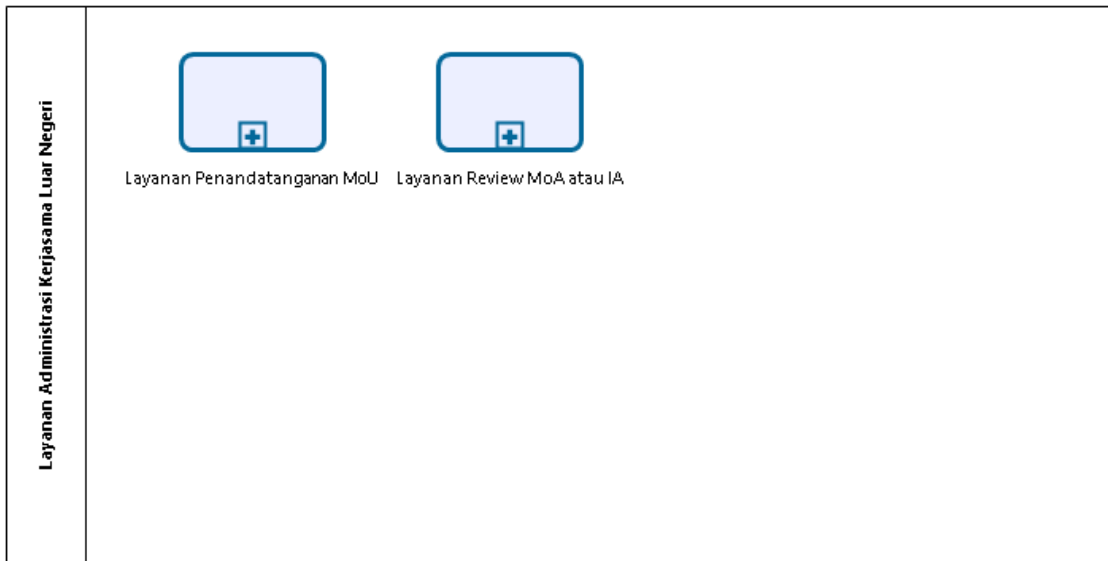 Layanan Administrasi Kerjasama Luar Negeri
Layanan Penandatanganan MoU
Layanan Review MoA atau IA